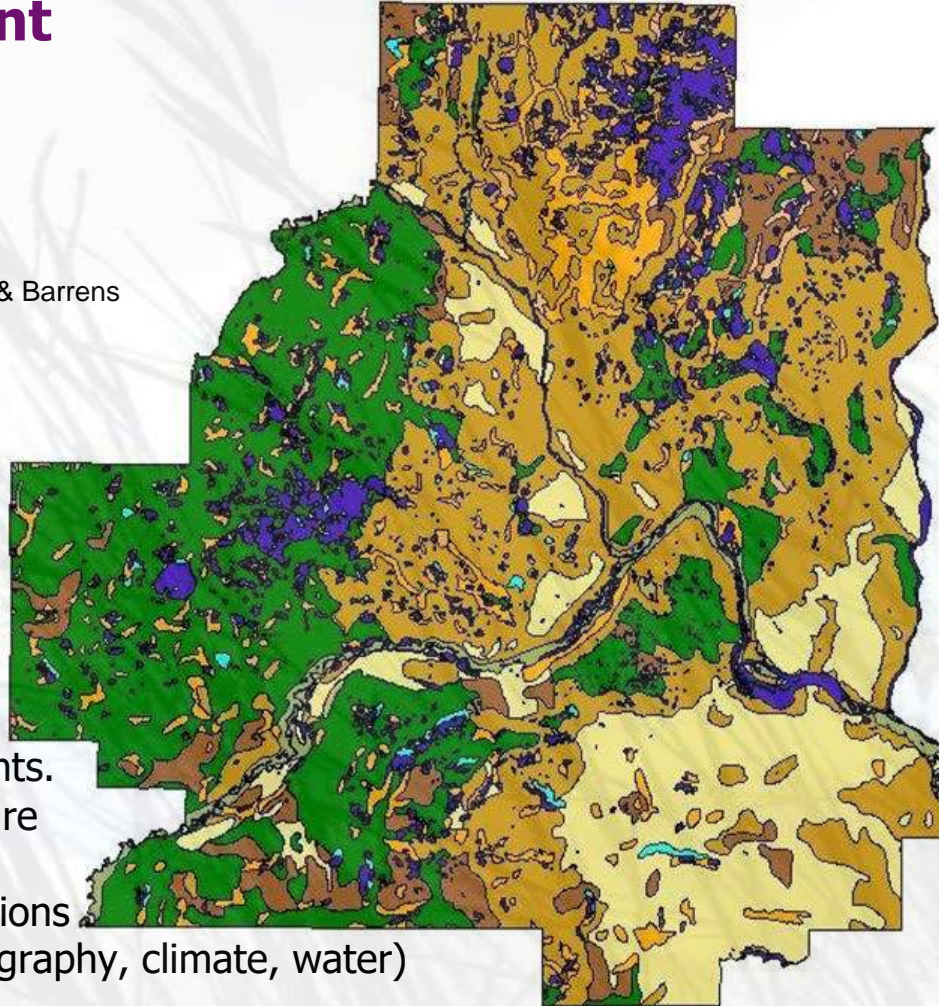 nt
& Barrens
nts.
re
ions
graphy, climate, water)